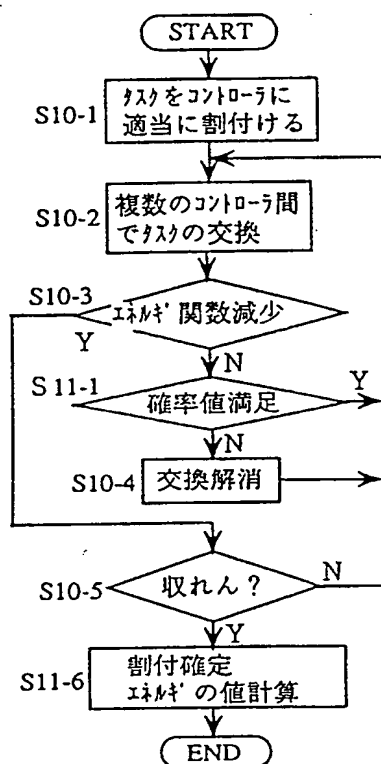 START
S10-1
ﾀｽｸをｺﾝﾄﾛｰﾗに
適当に割付ける
S10-2
複数のｺﾝﾄﾛｰﾗ間
でﾀｽｸの交換
S10-3
ｴﾈﾙｷﾞ関数減少
Y
N
S11-1
確率値満足
Y
N
S10-4
交換解消
S10-5
収れん？
N
Y
S11-6
割付確定
ｴﾈﾙｷﾞの値計算
END